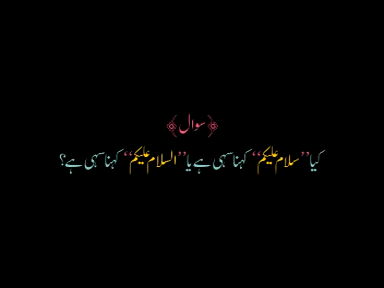 ﴿سوال﴾
کیا ’’سلام علیکم‘‘ کہنا سہی ہے یا ’’السلام علیکم‘‘ کہنا سہی ہے؟